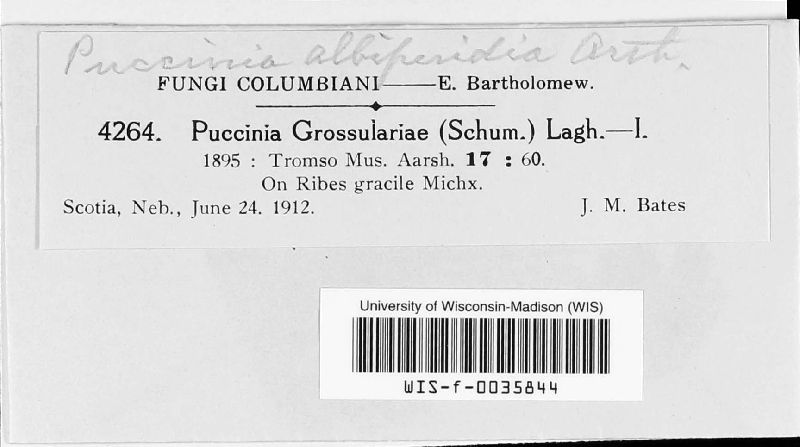 Puccinia albiperidia Arth.
FUNGI COLUMBIANI——E. Bartholomew.
4264. Puccinia Grossulariae (Schum.) Lagh.—I.
1895 : Tromso Mus. Aarsh. 17 : 60.
On Ribes gracile Michx.
Scotia, Neb., June 24. 1912. J. M. Bates
University of Wisconsin-Madison (WIS)
WIS-f-0035844